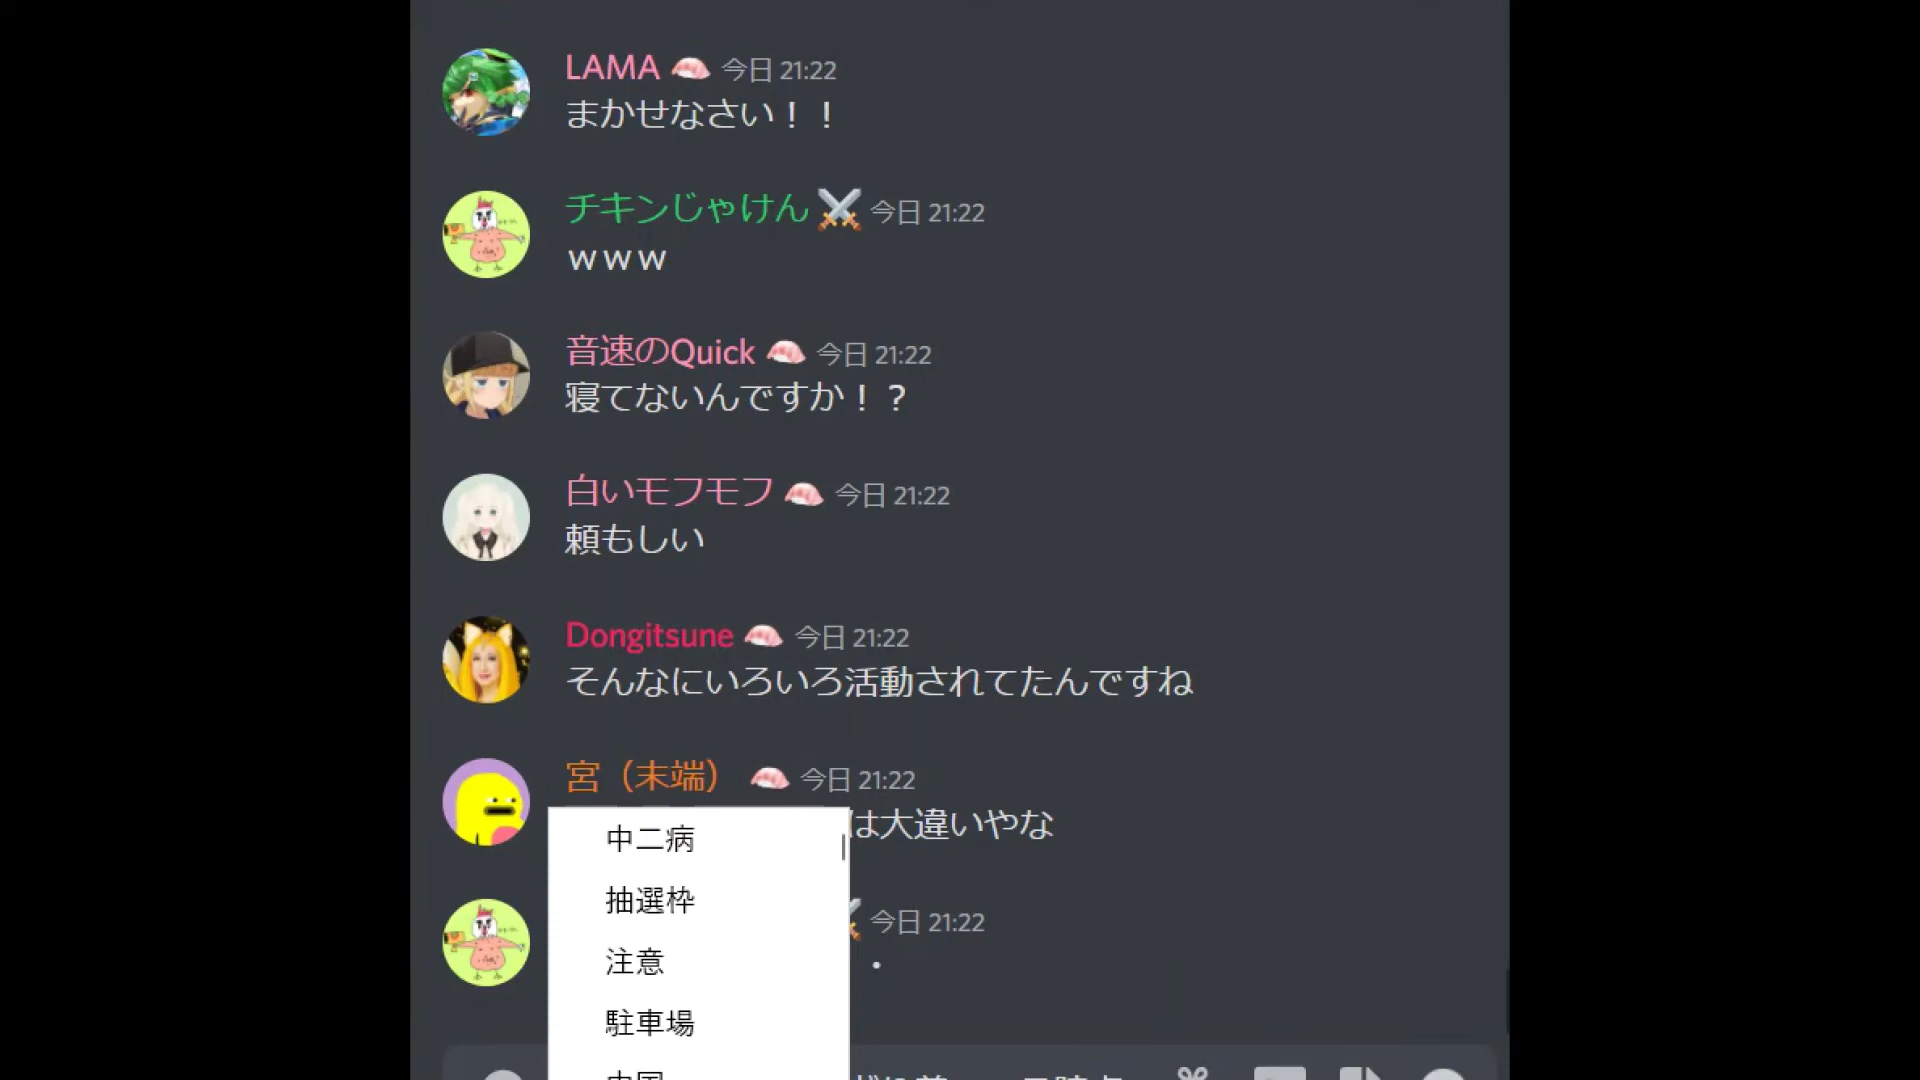 LAMA 今日 21:22
まかせなさい！！
チキンじゃけん 今日 21:22
ｗｗｗ
音速のQuick 今日 21:22
寝てないんですか！？
白いモフモフ 今日 21:22
頼もしい
Dongitsune 今日 21:22
そんなにいろいろ活動されてたんですね
宮（末端） 今日 21:22
は大違いやな
今日 21:22
・
中二病
抽選枠
注意
駐車場
中国